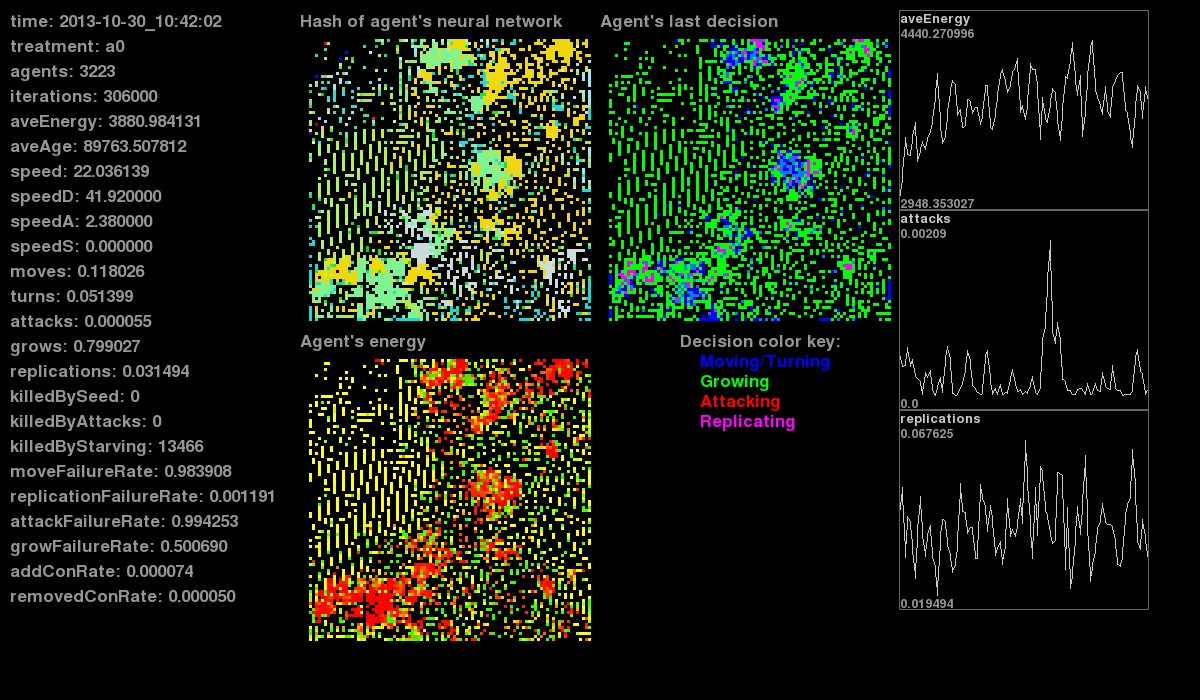 time: 2013-10-30_10:42:02
treatment: a0
agents: 3223
iterations: 306000
aveEnergy: 3880.984131
aveAge: 89763.507812
speed: 22.036139
speedD: 41.920000
speedA: 2.380000
speedS: 0.000000
moves: 0.118026
turns: 0.051399
attacks: 0.000055
grows: 0.799027
replications: 0.031494
killedBySeed: 0
killedByAttacks: 0
killedByStarving: 13466
moveFailureRate: 0.983908
replicationFailureRate: 0.001191
attackFailureRate: 0.994253
growFailureRate: 0.500690
addConRate: 0.000074
removedConRate: 0.000050
Hash of agent's neural network
Agent's last decision
Agent's energy
Decision color key:
Moving/Turning
Growing
Attacking
Replicating
aveEnergy
4440.270996
2948.353027
attacks
0.00209
0.0
replications
0.067625
0.019494